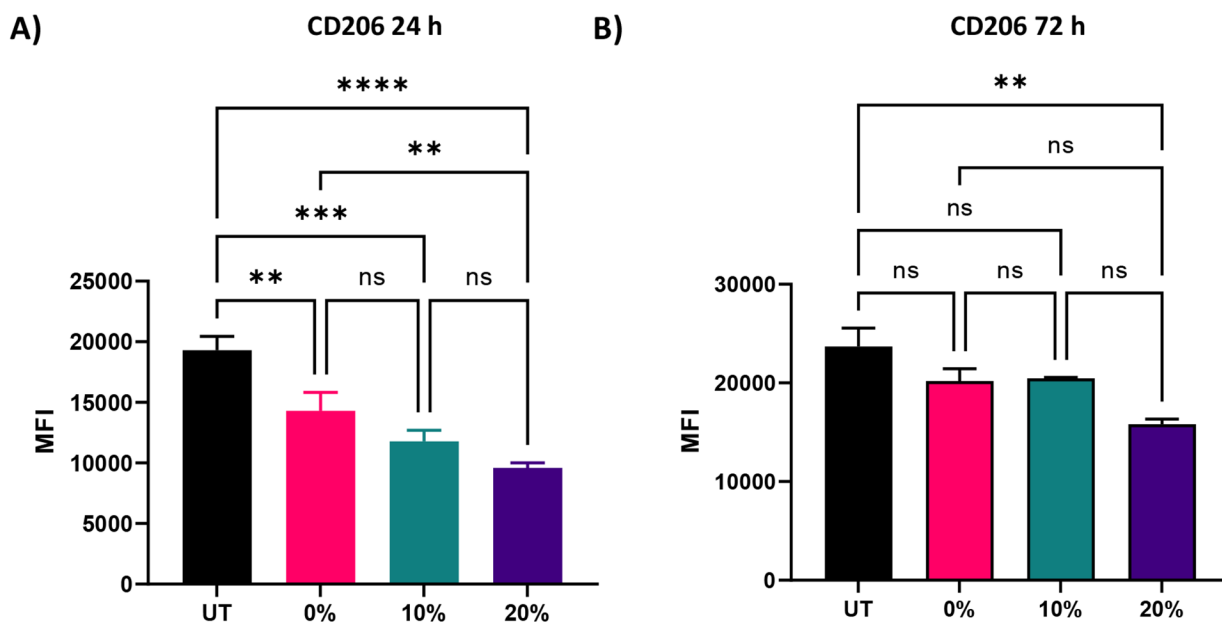 A)
CD206 24 h
****
**
***
**
ns
ns
MFI
25000
20000
15000
10000
5000
0
UT
0%
10%
20%
B)
CD206 72 h
**
ns
ns
ns
ns
ns
MFI
30000
20000
10000
0
UT
0%
10%
20%